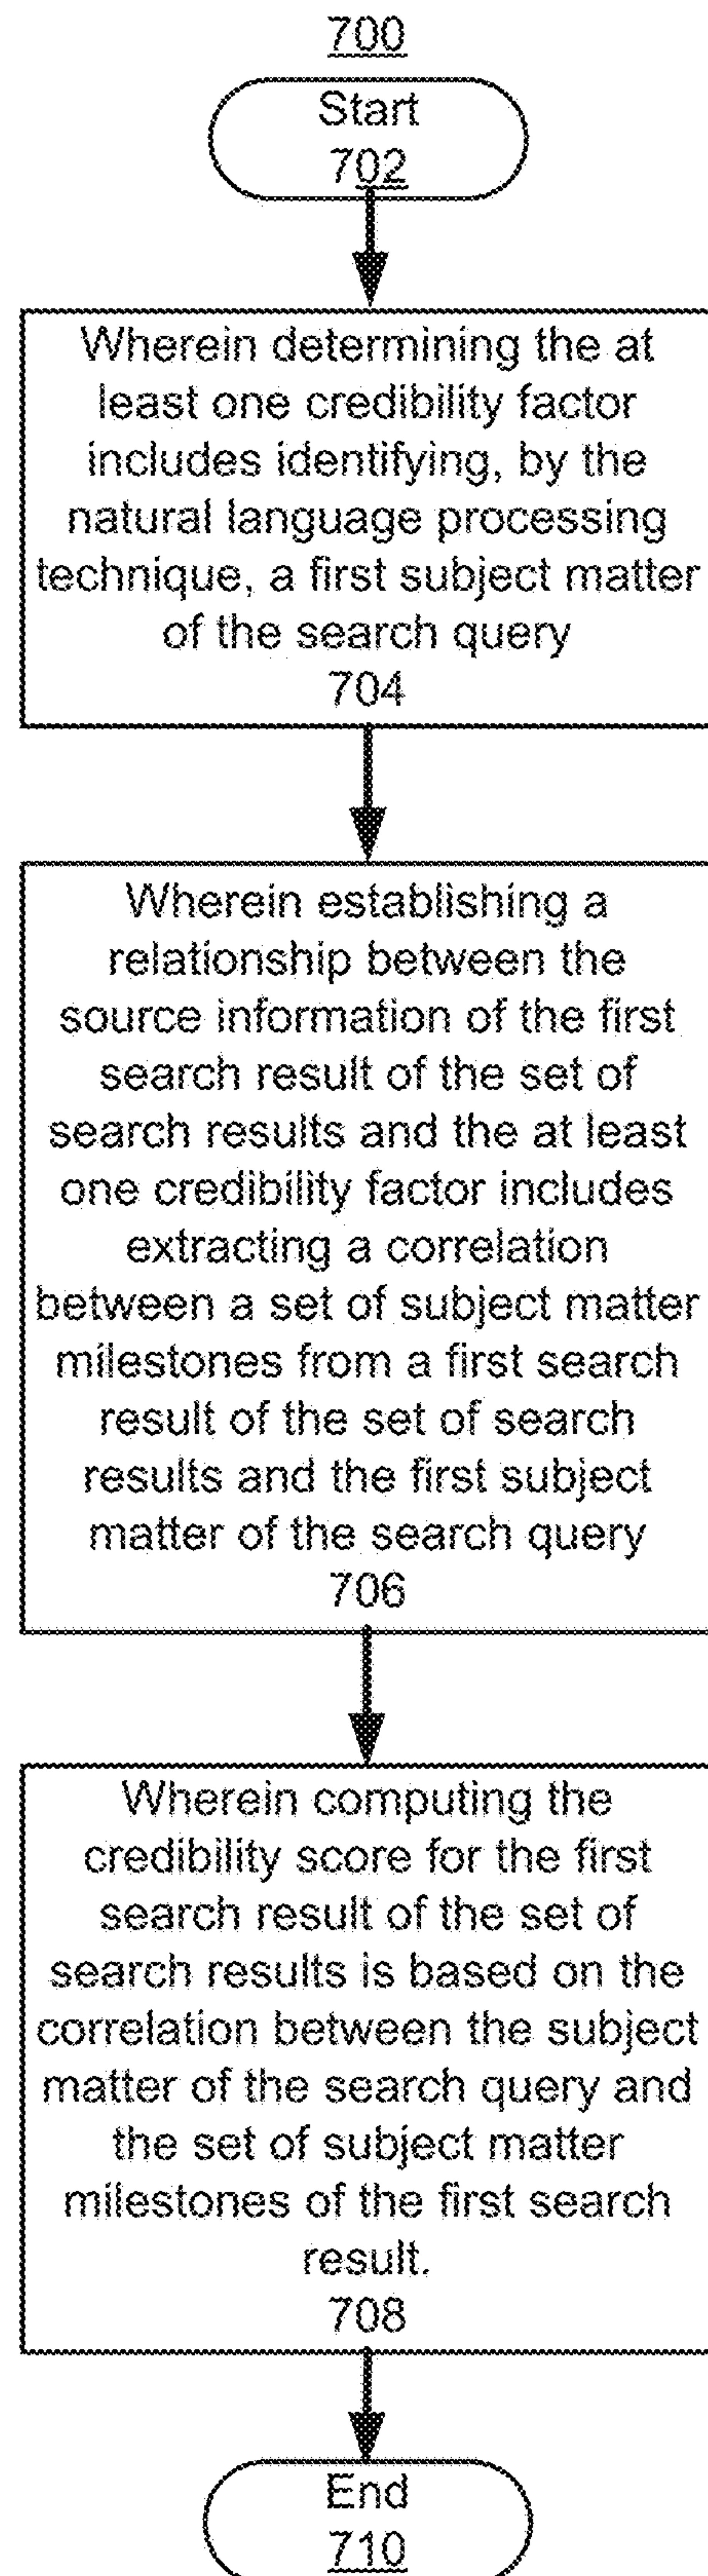 700
Start
702
Wherein determining the at
least one credibility factor
includes identifying, by the
natural language processing
technique, a first subject matter
of the search query
704
Wherein establishing a
relationship between the
source information of the first
search result of the set of
search results and the at least
one credibility factor includes
extracting a correlation
between a set of subject matter
milestones from a first search
result of the set of search
results and the first subject
matter of the search query
706
Wherein computing the
credibility score for the first
search result of the set of
search results is based on the
correlation between the subject
matter of the search query and
the set of subject matter
milestones of the first search
result.
708
End
710